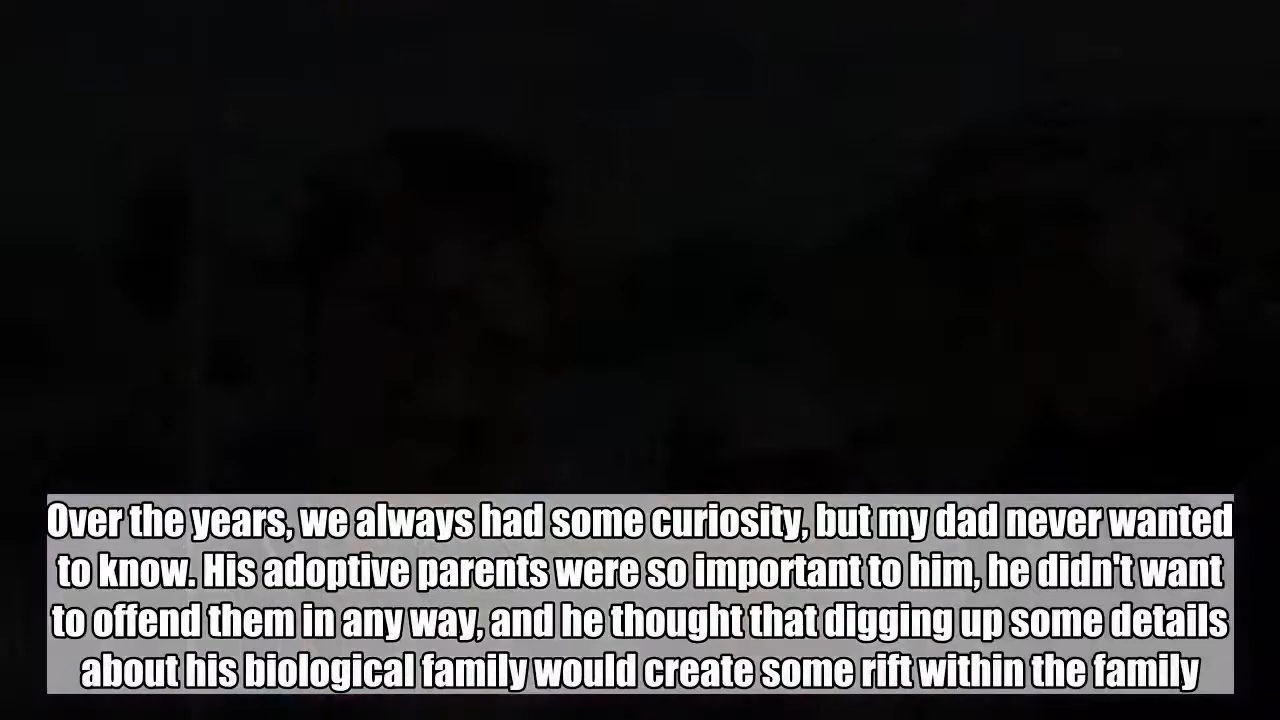 Over the years, we always had some curiosity, but my dad never wanted
to know. His adoptive parents were so important to him, he didn't want
to offend them in any way, and he thought that digging up some details
about his biological family would create some rift within the family